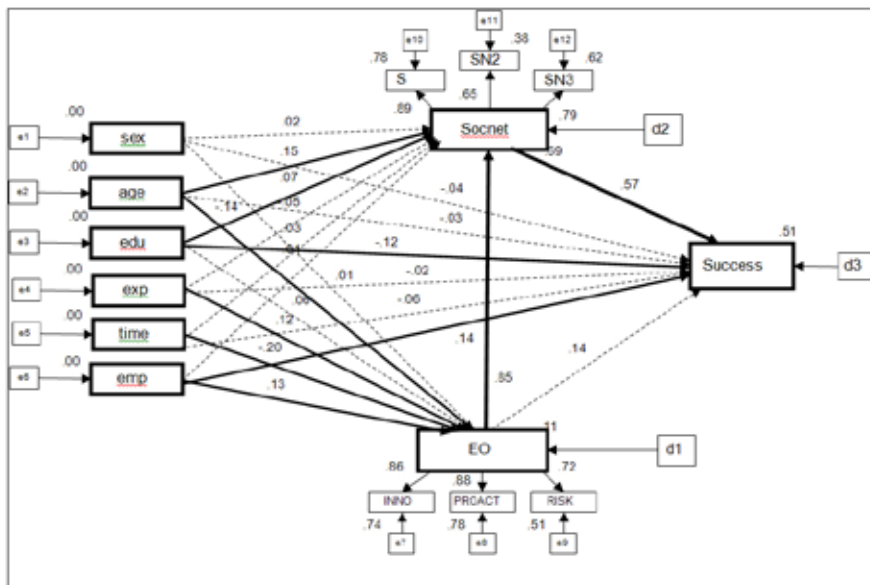 e11
e10
.38
e12
.78
SN2
.62
S
SN3
.00
.65
.89
.79
e1
sex
.02
Socnet
d2
.00
.15
.69
e2
age
.07
-.04
.57
.00
-.14
-.05
-.03
e3
edu
.03
-.12
.51
.00
.01
Success
d3
e4
exp
.01
-.02
.00
.06
-.06
e5
time
.12
.14
.14
.00
-.20
e6
emp
.13
.85
EO
d1
.86
.88
.72
INNO
PROACT
RISK
.74
.78
.51
e7
e8
e9